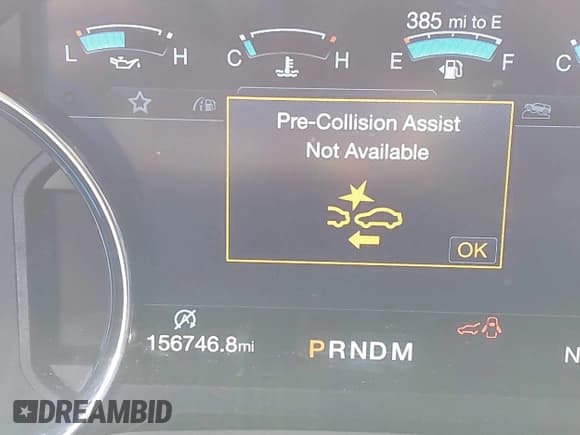 385 mi to E
L H C H E F C
Pre-Collision Assist
Not Available
OK
156746.8mi
PRNDM
N
DREAMBID